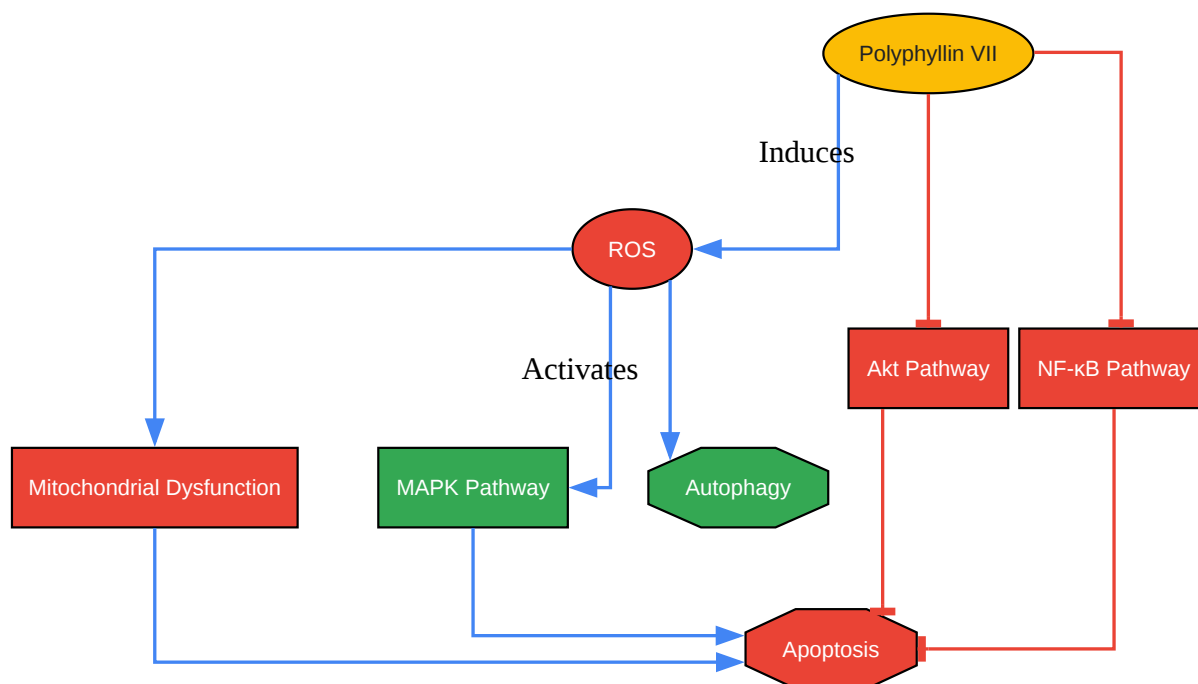 Polyphyllin VII
Induces
ROS
Activates
Akt Pathway
NF-κB Pathway
Mitochondrial Dysfunction
MAPK Pathway
Autophagy
Apoptosis